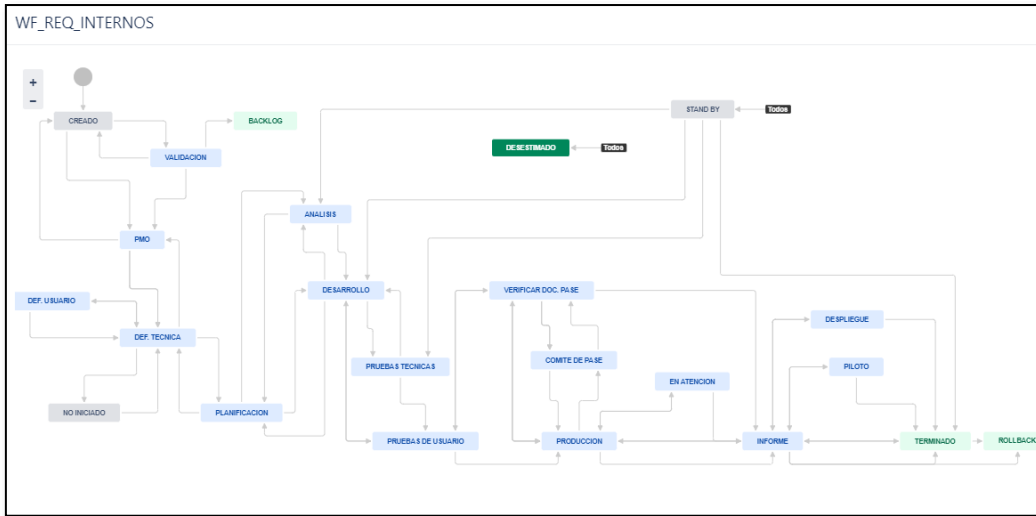 WF_REQ_INTERNOS
+
−
CREADO
BACKLOG
STAND BY
Todos
VALIDACION
DESESTIMADO
Todos
ANALISIS
PMO
DEF. USUARIO
DESARROLLO
VERIFICAR DOC. PASE
DESPLIEGUE
DEF. TECNICA
PRUEBAS TECNICAS
COMITE DE PASE
PILOTO
EN ATENCION
NO INICIADO
PLANIFICACION
PRUEBAS DE USUARIO
PRODUCCION
INFORME
TERMINADO
ROLLBACK